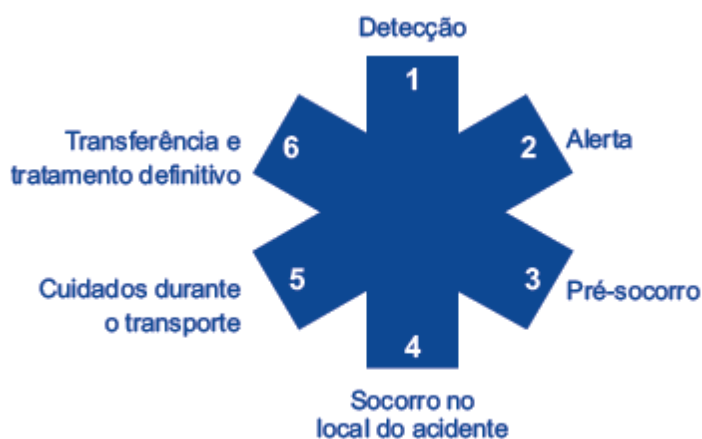 Detecção
1
2
Alerta
3
Pré-socorro
4
Socorro no
local do acidente
5
Cuidados durante
o transporte
6
Transferência e
tratamento definitivo